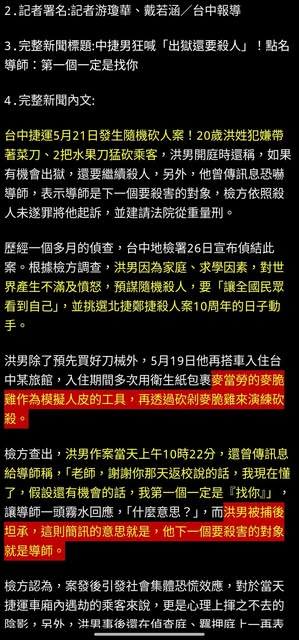 2.記者署名:記者游瓊華、戴若涵／台中報導
3.完整新聞標題:中捷男狂喊「出獄還要殺人」！點名
導師：第一個一定是找你
4.完整新聞內文:
台中捷運5月21日發生隨機砍人案！20歲洪姓犯嫌帶
著菜刀、2把水果刀猛砍乘客，洪男開庭時還稱，如果
有機會出獄，還要繼續殺人，另外，他曾傳訊息恐嚇
導師，表示導師是下一個要殺害的對象，檢方依照殺
人未遂罪將他起訴，並建請法院從重量刑。
歷經一個多月的偵查，台中地檢署26日宣布偵結此
案。根據檢方調查，洪男因為家庭、求學因素，對世
界產生不滿及憤怒，預謀隨機殺人，要「讓全國民眾
看到自己」，並挑選北捷鄭捷殺人案10周年的日子動
手。
洪男除了預先買好刀械外，5月19日他再搭車入住台
中某旅館，入住期間多次用衛生紙包裹麥當勞的麥脆
雞作為模擬人皮的工具，再透過砍剁麥脆雞來演練砍
殺。
檢方查出，洪男作案當天上午10時22分，還曾傳訊息
給導師稱，「老師，謝謝你那天返校說的話，我現在懂
了，假設還有機會的話，我第一個一定是『找你』」，
讓導師一頭霧水回應，「什麼意思？」，而洪男被捕後
坦承，這則簡訊的意思就是，他下一個要殺害的對象
就是導師。
檢方認為，案發後引發社會集體恐慌效應，對於當天
捷運車廂內遇劫的乘客來說，更是心理上揮之不去的
陰影，另外，洪男事後還在偵查庭、羈押庭上一再表